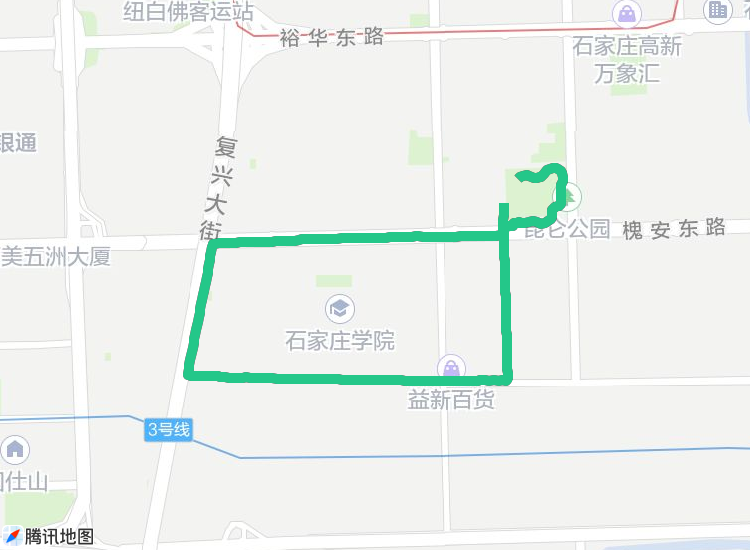 纽白佛客运站
裕华东路
石家庄高新
万象汇
银通
复兴大街
美五洲大厦
昆仑公园
槐安东路
石家庄学院
益新百货
3号线
仕山
腾讯地图